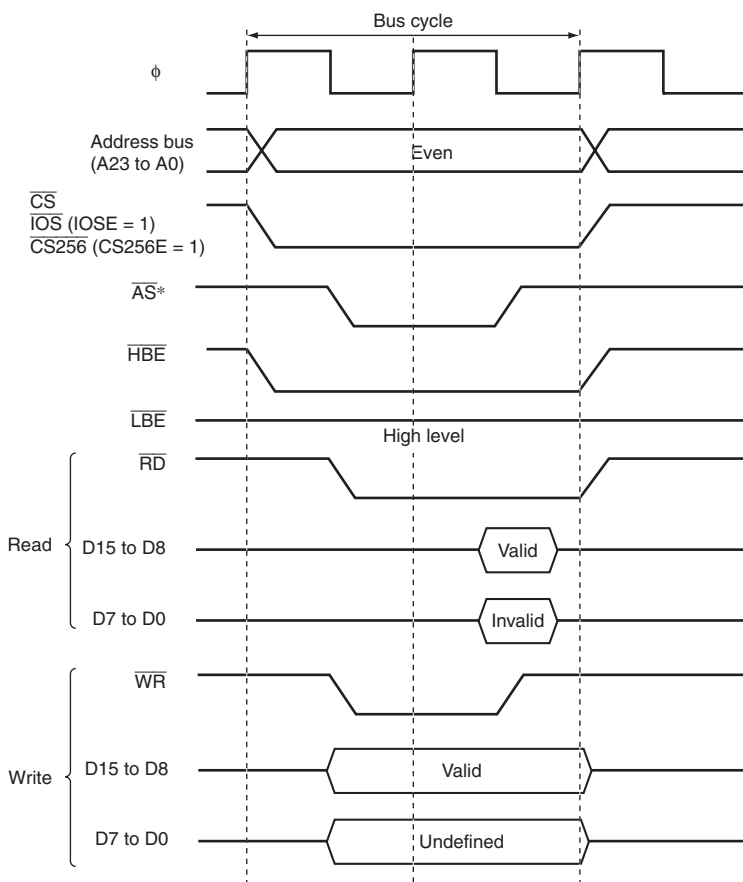 Bus cycle
ϕ
Address bus
(A23 to A0)
Even
CS
IOS (IOSE = 1)
CS256 (CS256E = 1)
AS*
HBE
LBE
High level
RD
Read
D15 to D8
Valid
D7 to D0
Invalid
WR
Write
D15 to D8
Valid
D7 to D0
Undefined